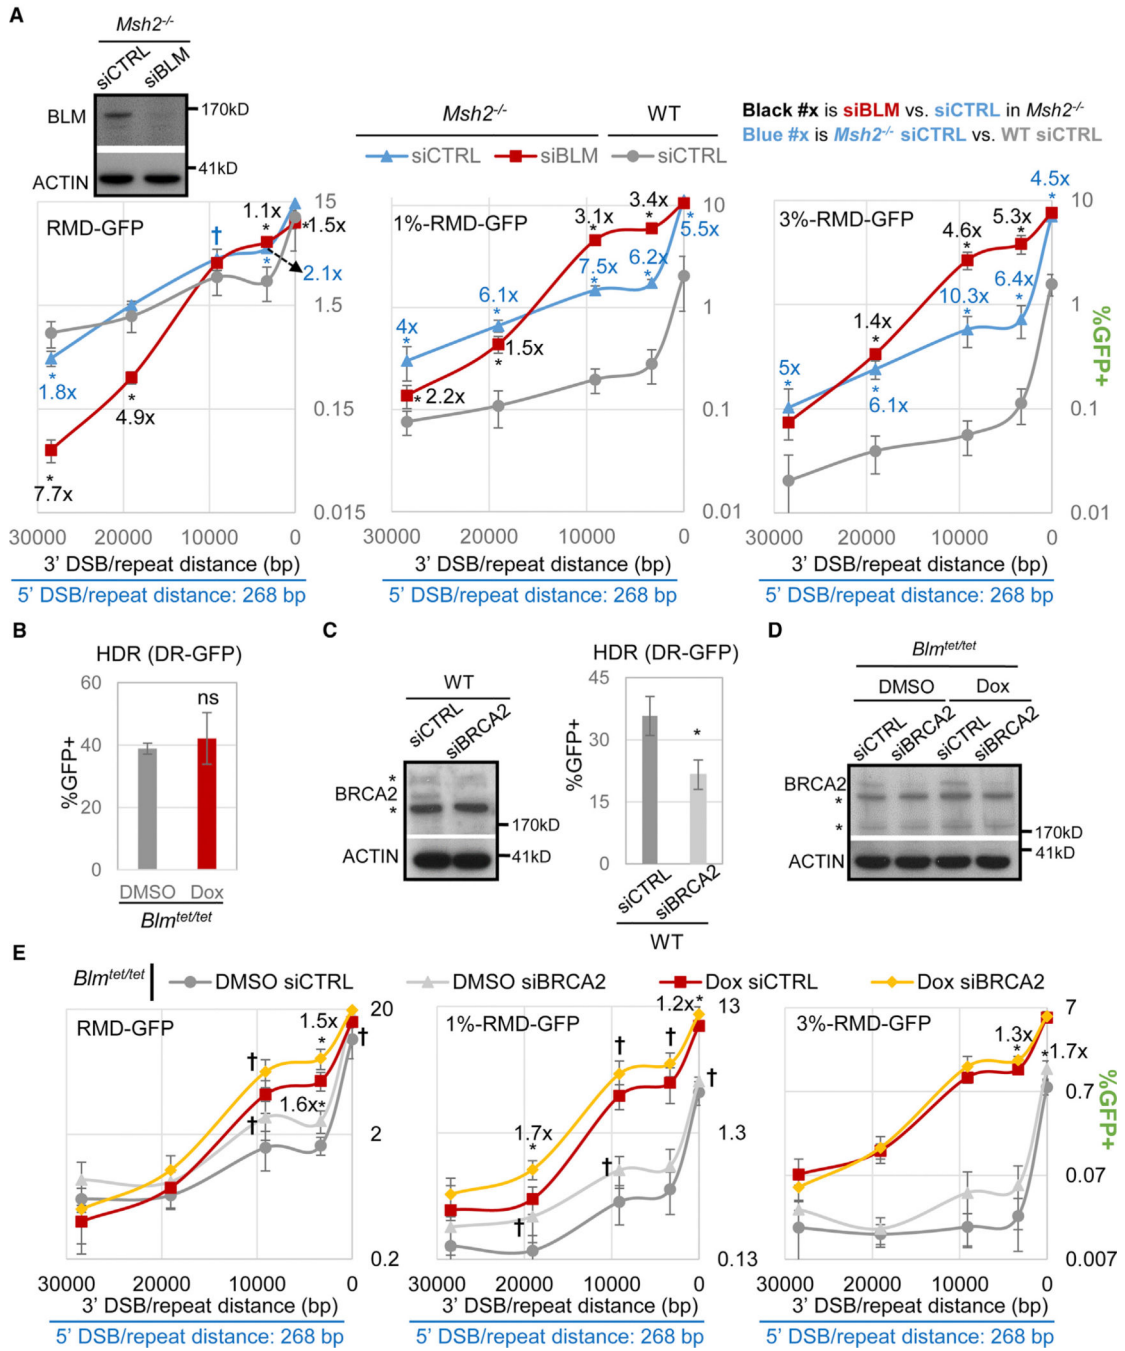 A
Msh2-/-
siCTRL siBLM
BLM
170kD
41kD
ACTIN
Msh2-/- WT
siCTRL siBLM siCTRL
Black #x is siBLM vs. siCTRL in Msh2-/-
Blue #x is Msh2-/- siCTRL vs. WT siCTRL
RMD-GFP
†
1.1x
*
*1.5x
*
2.1x
*
1.8x
*
4.9x
*
7.7x
15
1.5
0.15
0.015
30000 20000 10000 0
3' DSB/repeat distance (bp)
5' DSB/repeat distance: 268 bp
1%-RMD-GFP
3.4x
*
3.1x
*
*
5.5x
6.2x
*
7.5x
*
6.1x
*
4x
*
1.5x
*
*2.2x
10
1
0.1
0.01
30000 20000 10000 0
3' DSB/repeat distance (bp)
5' DSB/repeat distance: 268 bp
3%-RMD-GFP
4.5x
*
5.3x
*
4.6x
*
6.4x
*
10.3x
*
1.4x
*
5x
*
*
6.1x
10
1
0.1
0.01
%GFP+
30000 20000 10000 0
3' DSB/repeat distance (bp)
5' DSB/repeat distance: 268 bp
B
HDR (DR-GFP)
60
40
20
0
%GFP+
ns
DMSO Dox
Blmtet/tet
C
WT
siCTRL siBRCA2
*
BRCA2
*
170kD
ACTIN
41kD
HDR (DR-GFP)
45
30
15
0
%GFP+
*
siCTRL siBRCA2
WT
D
Blmtet/tet
DMSO Dox
siCTRL siBRCA2 siCTRL siBRCA2
BRCA2
*
*
170kD
41kD
ACTIN
E
Blmtet/tet DMSO siCTRL DMSO siBRCA2 Dox siCTRL Dox siBRCA2
RMD-GFP
1.5x
*
†
†
1.6x*
†
20
2
0.2
30000 20000 10000 0
3' DSB/repeat distance (bp)
5' DSB/repeat distance: 268 bp
1%-RMD-GFP
1.2x*
† †
†
1.7x
*
†
†
13
1.3
0.13
30000 20000 10000 0
3' DSB/repeat distance (bp)
5' DSB/repeat distance: 268 bp
3%-RMD-GFP
1.3x
*
*1.7x
7
0.7
0.07
0.007
%GFP+
30000 20000 10000 0
3' DSB/repeat distance (bp)
5' DSB/repeat distance: 268 bp